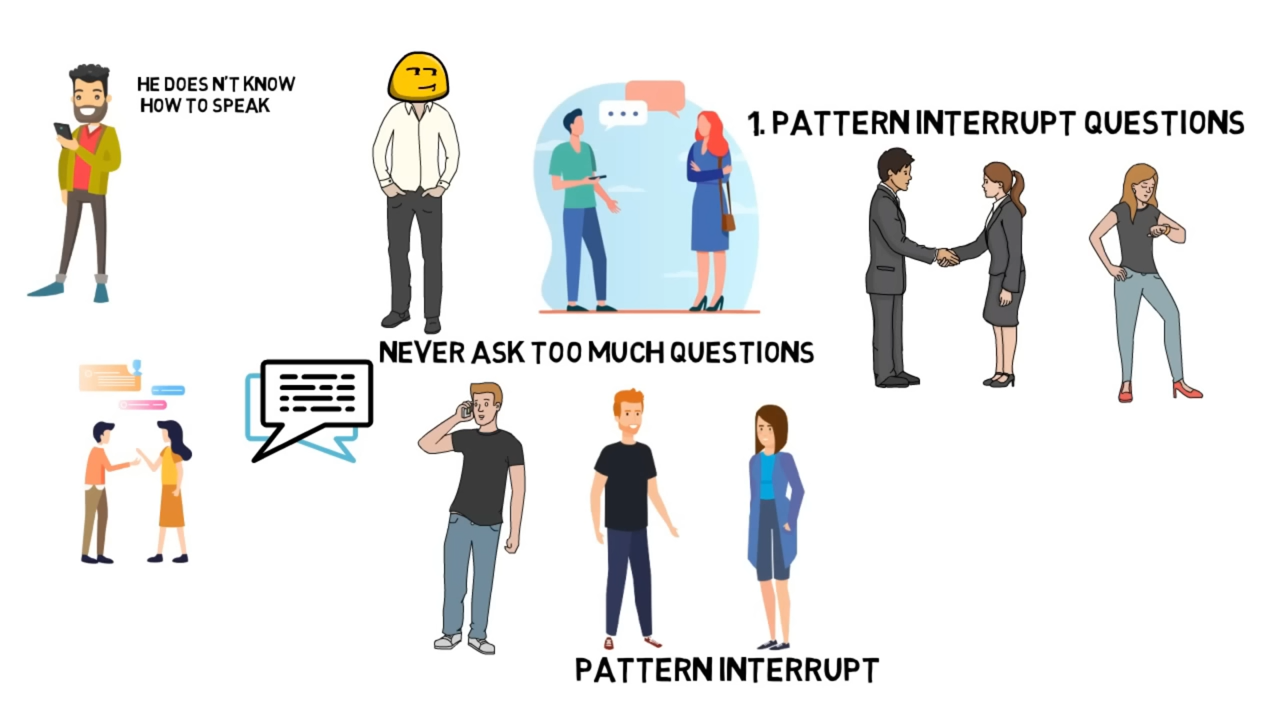 HE DOES N'T KNOW
HOW TO SPEAK
1. PATTERN INTERRUPT QUESTIONS
NEVER ASK TOO MUCH QUESTIONS
PATTERN INTERRUPT